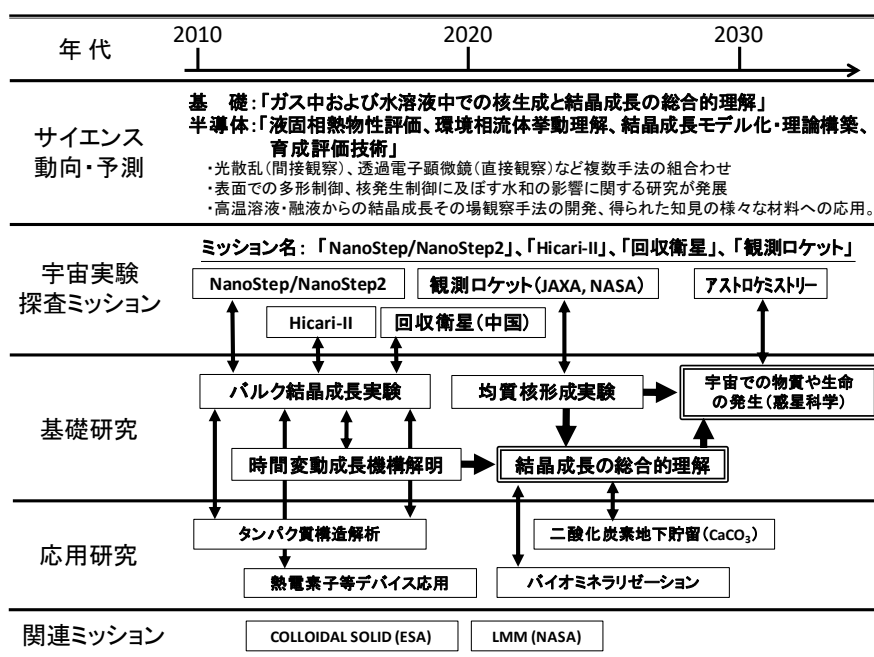 年 代
2010
2020
2030
サイエンス
動向・予測
基　礎：「ガス中および水溶液中での核生成と結晶成長の総合的理解」
半導体：「液固相熱物性評価、環境相流体挙動理解、結晶成長モデル化・理論構築、
育成評価技術」
・光散乱(間接観察)、透過電子顕微鏡(直接観察)など複数手法の組合わせ
・表面での多形制御、核発生制御に及ぼす水和の影響に関する研究が発展
・高温溶液・融液からの結晶成長その場観察手法の開発、得られた知見の様々な材料への応用。
宇宙実験
探査ミッション
ミッション名：「NanoStep/NanoStep2」、「Hicari-II」、「回収衛星」、「観測ロケット」
NanoStep/NanoStep2
観測ロケット(JAXA, NASA)
アストロケミストリー
Hicari-II
回収衛星(中国)
基礎研究
バルク結晶成長実験
均質核形成実験
宇宙での物質や生命
の発生(惑星科学)
時間変動成長機構解明
結晶成長の総合的理解
応用研究
タンパク質構造解析
二酸化炭素地下貯留(CaCO₃)
熱電素子等デバイス応用
バイオミネラリゼーション
関連ミッション
COLLOIDAL SOLID (ESA)
LMM (NASA)